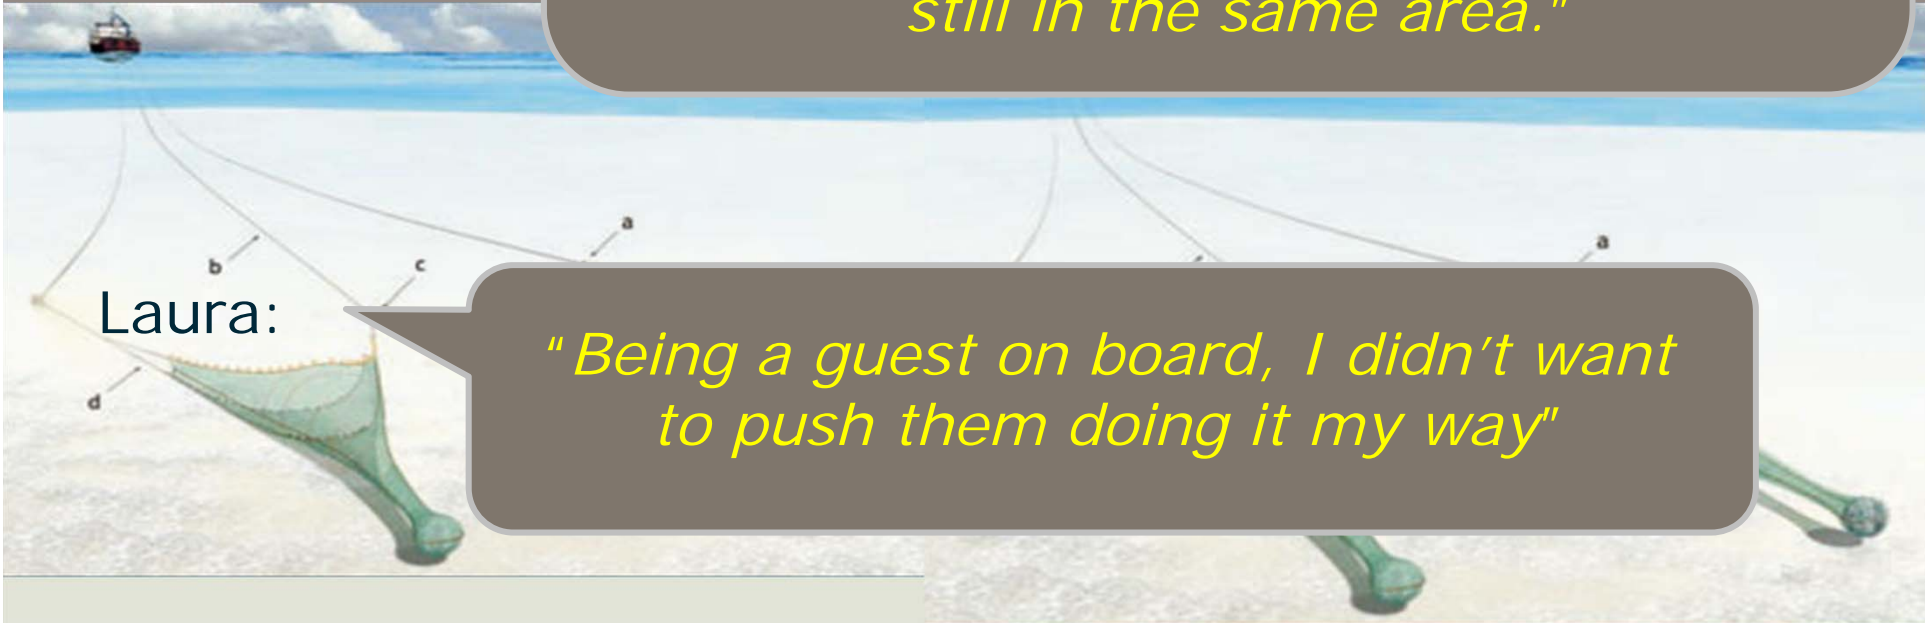 still in the same area."
a
a
b
c
Laura:
"Being a guest on board, I didn't want
to push them doing it my way"
d